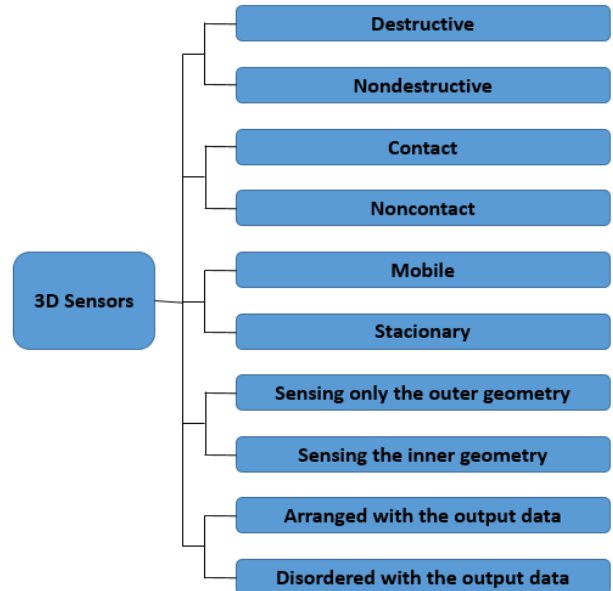 Destructive
Nondestructive
Contact
Noncontact
3D Sensors
Mobile
Stacionary
Sensing only the outer geometry
Sensing the inner geometry
Arranged with the output data
Disordered with the output data